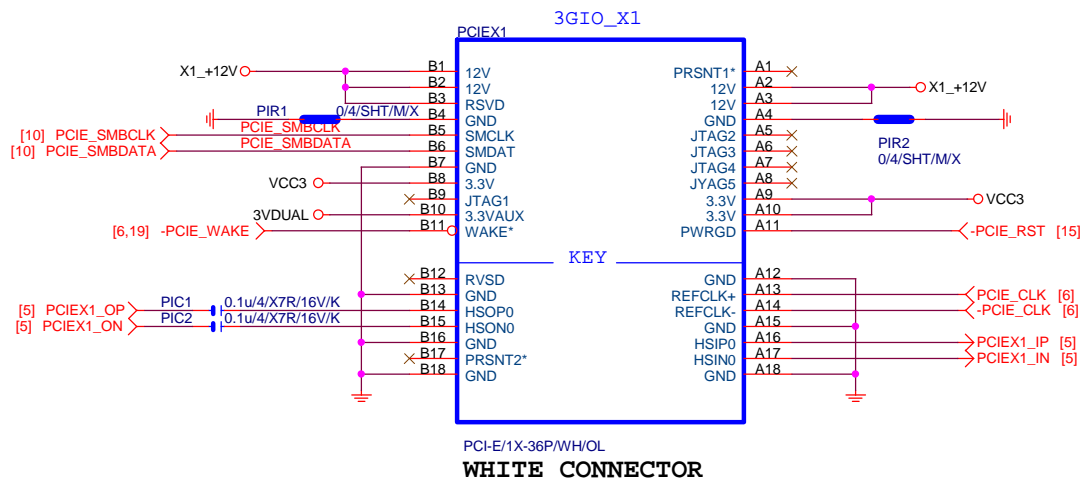 3GIO_X1
PCIEX1
X1_+12V B1 12V PRSNT1* A1
B2 12V 12V A2 X1_+12V
B3 RSVD 12V A3
PIR1 0/4/SHT/M/X B4 GND GND A4
[10] PCIE_SMBCLK PCIE_SMBCLK B5 SMCLK JTAG2 A5
[10] PCIE_SMBDATA PCIE_SMBDATA B6 SMDAT JTAG3 A6
PIR2
0/4/SHT/M/X
B7 GND JTAG4 A7
VCC3 B8 3.3V JYAG5 A8
B9 JTAG1 3.3V A9 VCC3
3VDUAL B10 3.3VAUX 3.3V A10
[6,19] -PCIE_WAKE B11 WAKE* PWRGD A11 -PCIE_RST [15]
KEY
B12 RVSD GND A12
B13 GND REFCLK+ A13 PCIE_CLK [6]
[5] PCIEX1_OP PIC1 0.1u/4/X7R/16V/K B14 HSOP0 REFCLK- A14 -PCIE_CLK [6]
[5] PCIEX1_ON PIC2 0.1u/4/X7R/16V/K B15 HSON0 GND A15
B16 GND HSIP0 A16 PCIEX1_IP [5]
B17 PRSNT2* HSIN0 A17 PCIEX1_IN [5]
B18 GND GND A18
PCI-E/1X-36P/WH/OL
WHITE CONNECTOR